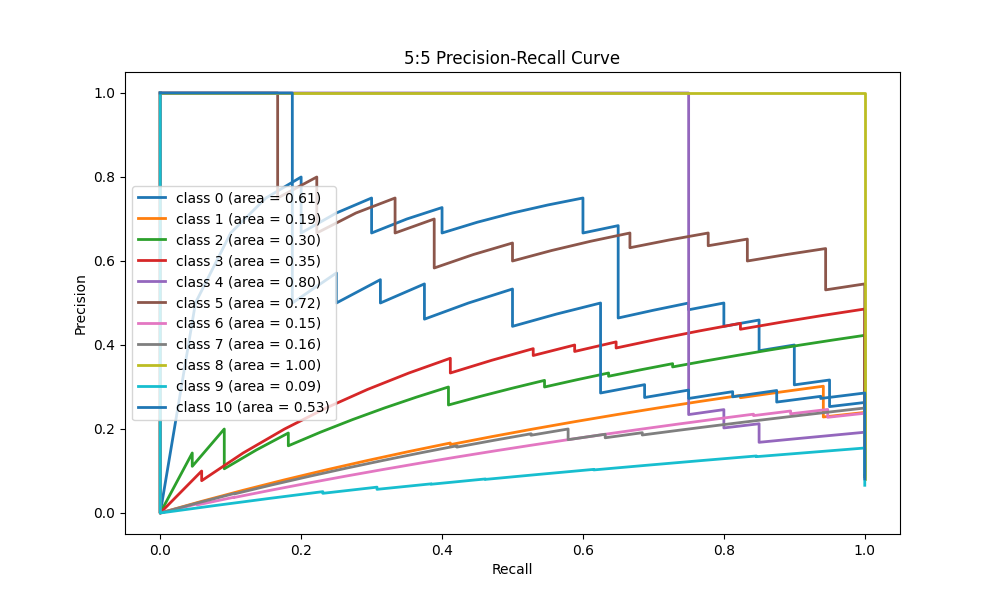 5:5 Precision-Recall Curve
Precision
1.0
0.8
0.6
0.4
0.2
0.0
class 0 (area = 0.61)
class 1 (area = 0.19)
class 2 (area = 0.30)
class 3 (area = 0.35)
class 4 (area = 0.80)
class 5 (area = 0.72)
class 6 (area = 0.15)
class 7 (area = 0.16)
class 8 (area = 1.00)
class 9 (area = 0.09)
class 10 (area = 0.53)
0.0 0.2 0.4 0.6 0.8 1.0
Recall